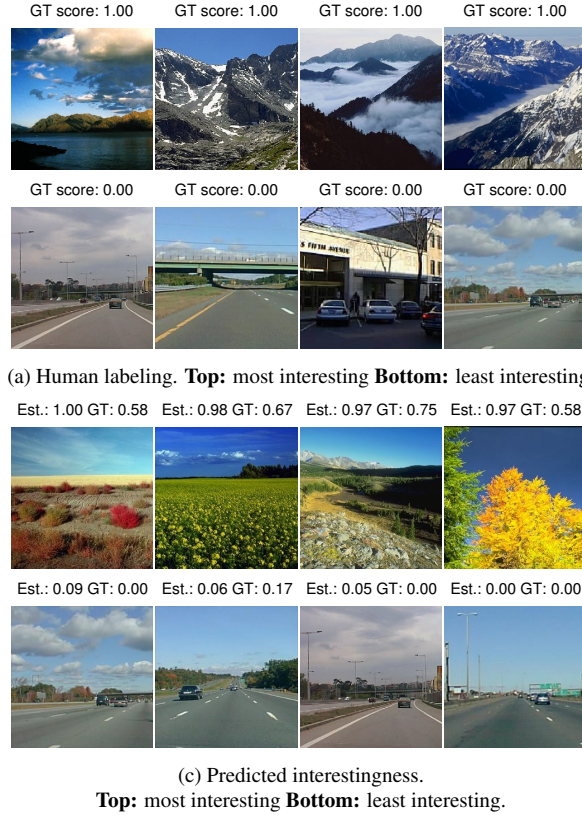 GT score: 1.00 GT score: 1.00 GT score: 1.00 GT score: 1.00
GT score: 0.00 GT score: 0.00 GT score: 0.00 GT score: 0.00
S FIFTH AVENUE
(a) Human labeling. Top: most interesting Bottom: least interesting
Est.: 1.00 GT: 0.58 Est.: 0.98 GT: 0.67 Est.: 0.97 GT: 0.75 Est.: 0.97 GT: 0.58
Est.: 0.09 GT: 0.00 Est.: 0.06 GT: 0.17 Est.: 0.05 GT: 0.00 Est.: 0.00 GT: 0.00
(c) Predicted interestingness.
Top: most interesting Bottom: least interesting.